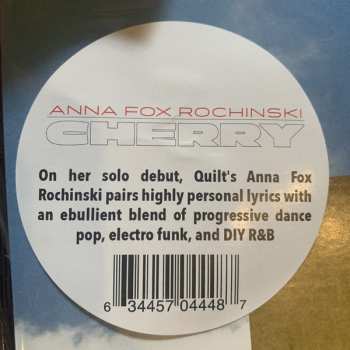 ANNA FOX ROCHINSKI
CHERRY
On her solo debut, Quilt's Anna Fox
Rochinski pairs highly personal lyrics with
an ebullient blend of progressive dance
pop, electro funk, and DIY R&B
6 34457 04448 7